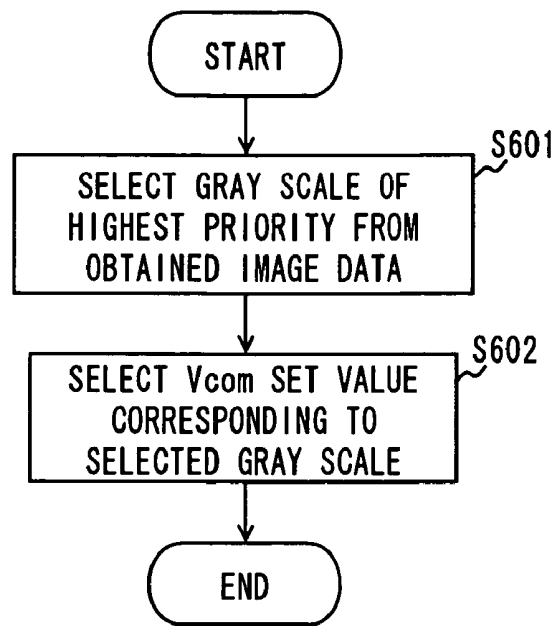 START
S601
SELECT GRAY SCALE OF
HIGHEST PRIORITY FROM
OBTAINED IMAGE DATA
S602
SELECT Vcom SET VALUE
CORRESPONDING TO
SELECTED GRAY SCALE
END